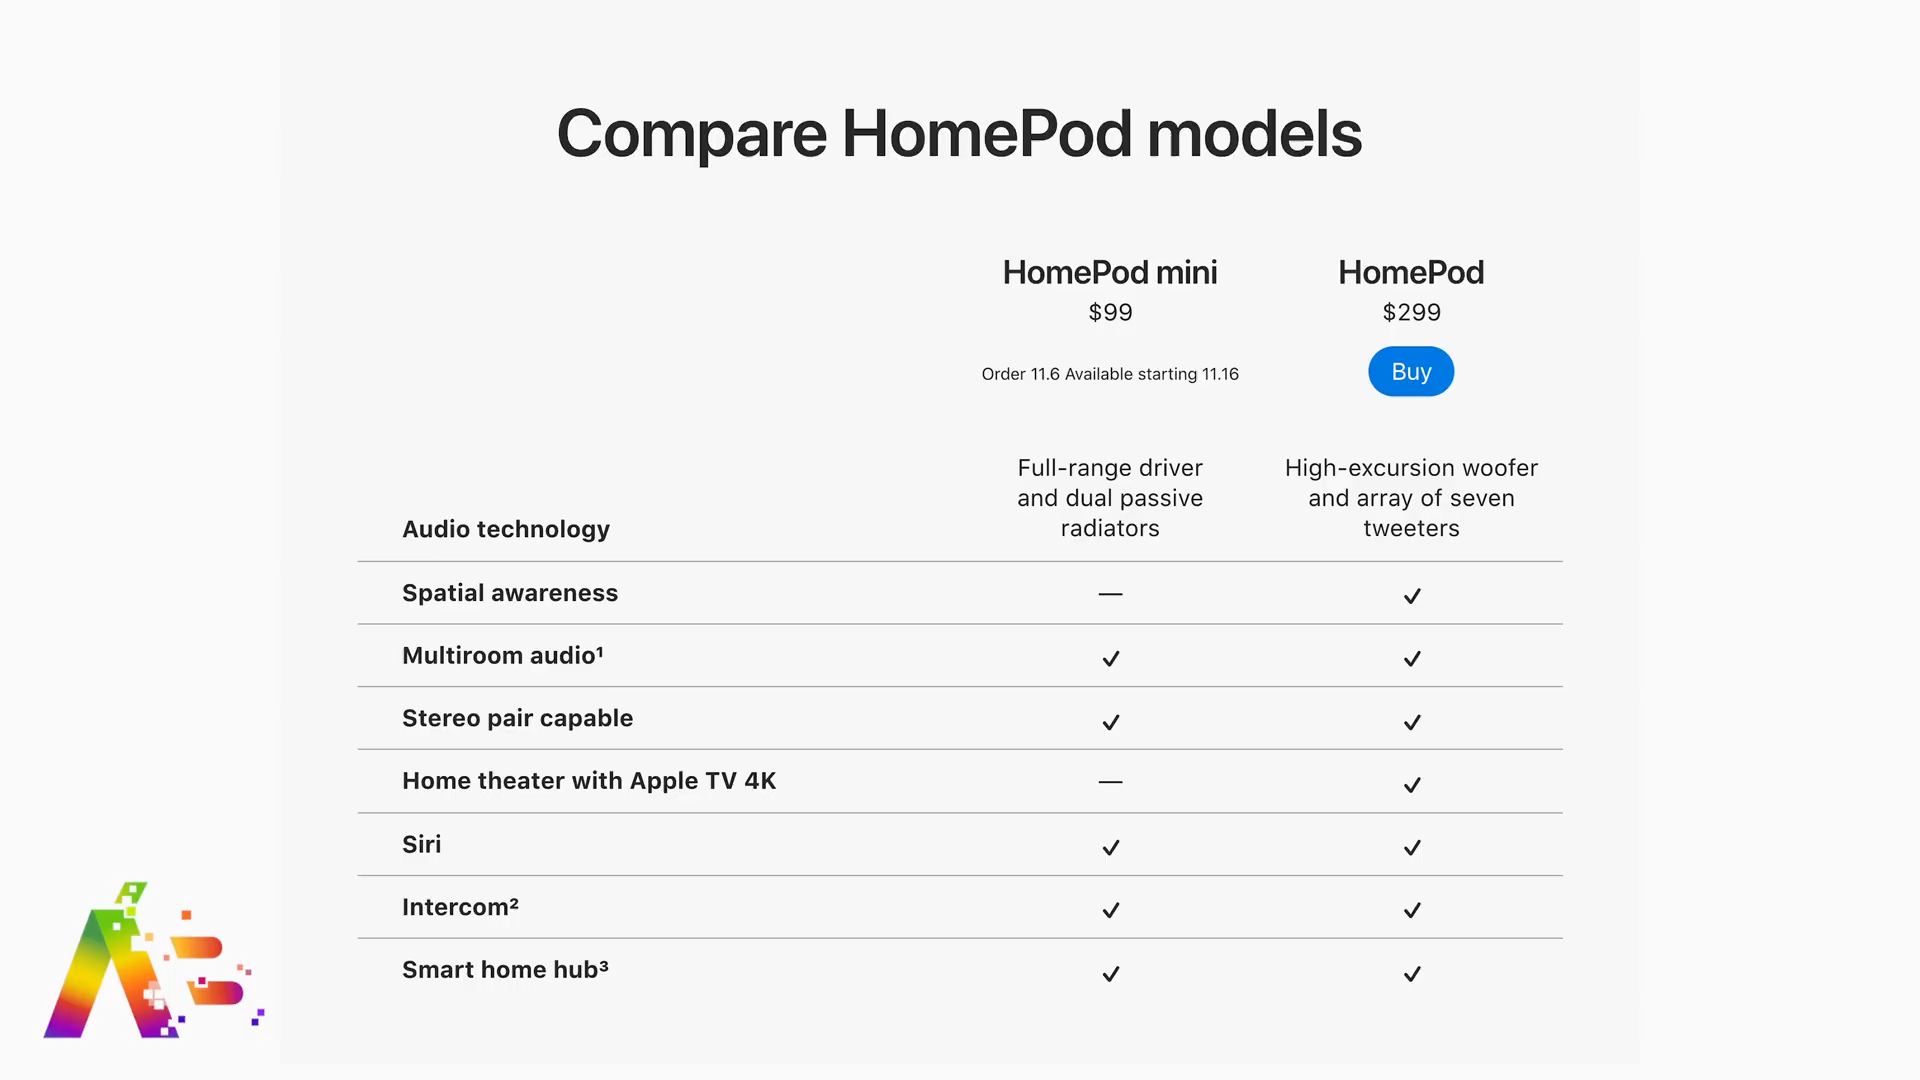 Compare HomePod models
HomePod mini
HomePod
$99
$299
Order 11.6 Available starting 11.16
Buy
Full-range driver
and dual passive
radiators
High-excursion woofer
and array of seven
tweeters
Audio technology
Spatial awareness — ✓
Multiroom audio¹ ✓ ✓
Stereo pair capable ✓ ✓
Home theater with Apple TV 4K — ✓
Siri ✓ ✓
Intercom² ✓ ✓
Smart home hub³ ✓ ✓